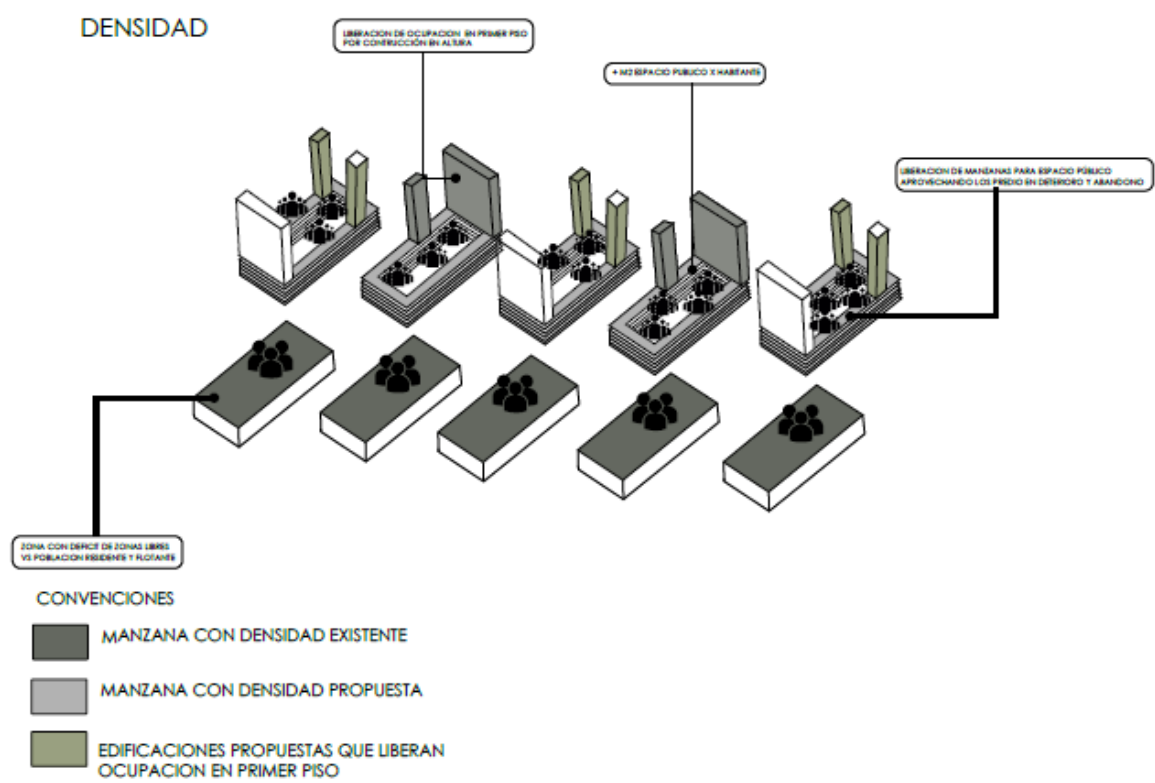 DENSIDAD
LIBERACION DE OCUPACION EN PRIMER PISO
POR CONTRUCCIÓN EN ALTURA
+ M2 ESPACIO PUBLICO X HABITANTE
LIBERACION DE MANZANAS PARA ESPACIO PÚBLICO
APROVECHANDO LOS PREDIO EN DETERIORO Y ABANDONO
ZONA CON DEFICIT DE ZONAS LIBRES
VS POBLACION RESIDENTE Y FLOTANTE
CONVENCIONES
MANZANA CON DENSIDAD EXISTENTE
MANZANA CON DENSIDAD PROPUESTA
EDIFICACIONES PROPUESTAS QUE LIBERAN
OCUPACION EN PRIMER PISO